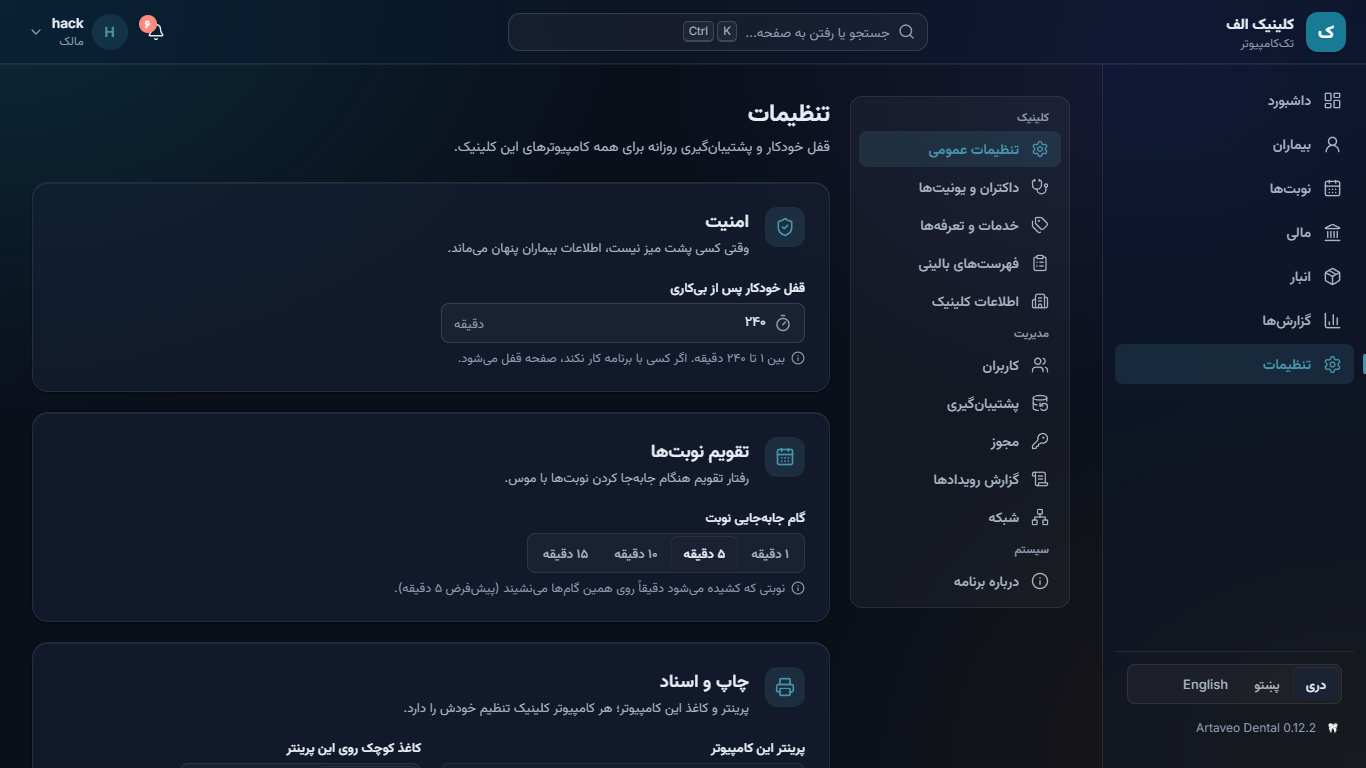 کلینیک الف
تک‌کامپیوتر
ک
جستجو یا رفتن به صفحه...
Ctrl K
۶
H
hack
مالک
داشبورد
بیماران
نوبت‌ها
مالی
انبار
گزارش‌ها
تنظیمات
دری
پښتو
English
Artaveo Dental 0.12.2
کلینیک
تنظیمات عمومی
داکتران و یونیت‌ها
خدمات و تعرفه‌ها
فهرست‌های بالینی
اطلاعات کلینیک
مدیریت
کاربران
پشتیبان‌گیری
مجوز
گزارش رویدادها
شبکه
سیستم
درباره برنامه
تنظیمات
قفل خودکار و پشتیبان‌گیری روزانه برای همه کامپیوترهای این کلینیک.
امنیت
وقتی کسی پشت میز نیست، اطلاعات بیماران پنهان می‌ماند.
قفل خودکار پس از بی‌کاری
۲۴۰ دقیقه
بین ۱ تا ۲۴۰ دقیقه. اگر کسی با برنامه کار نکند، صفحه قفل می‌شود.
تقویم نوبت‌ها
رفتار تقویم هنگام جابه‌جا کردن نوبت‌ها با موس.
گام جابه‌جایی نوبت
۱ دقیقه ۵ دقیقه ۱۰ دقیقه ۱۵ دقیقه
نوبتی که کشیده می‌شود دقیقاً روی همین گام‌ها می‌نشیند (پیش‌فرض ۵ دقیقه).
چاپ و اسناد
پرینتر و کاغذ این کامپیوتر؛ هر کامپیوتر کلینیک تنظیم خودش را دارد.
پرینتر این کامپیوتر
کاغذ کوچک روی این پرینتر